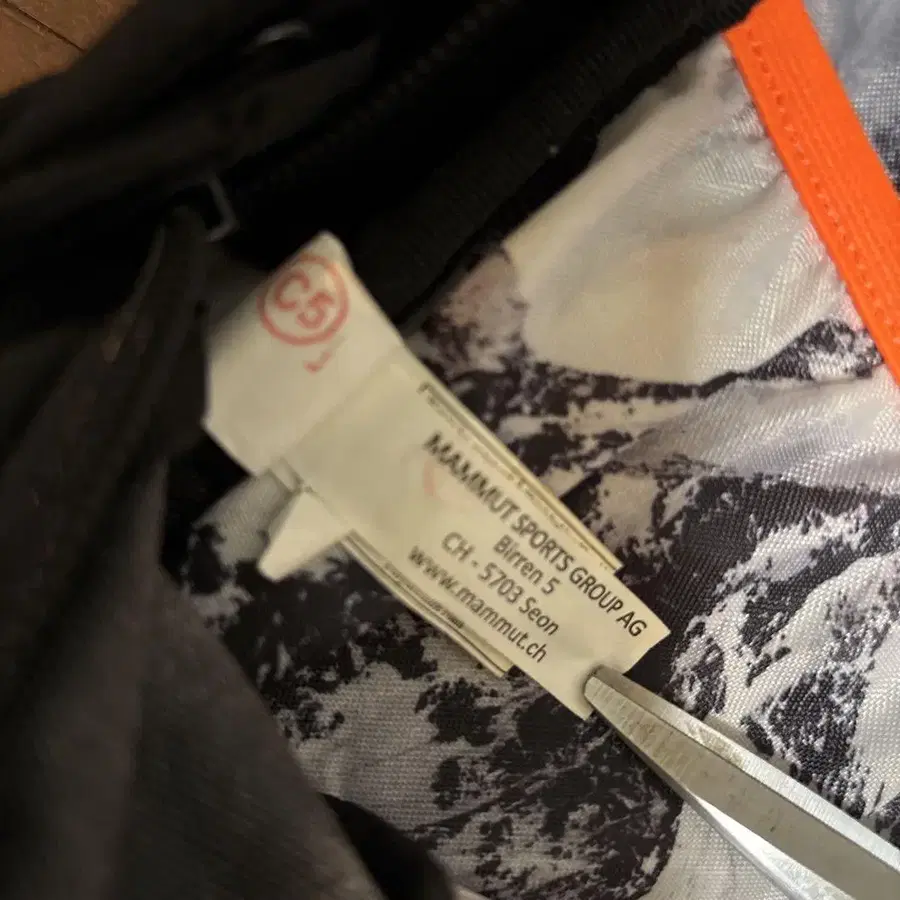 C5
MAMMUT SPORTS GROUP AG
Birren 5
CH - 5703 Seon
www.mammut.ch